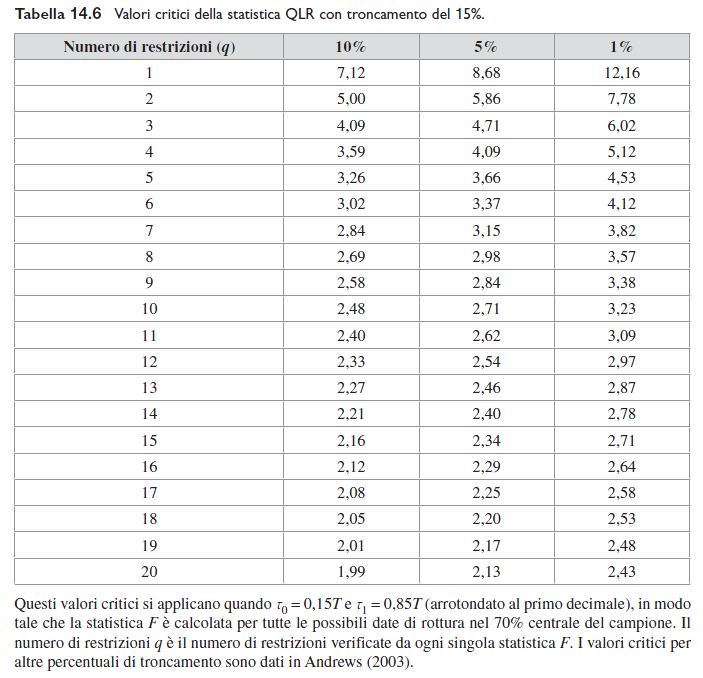 Tabella 14.6 Valori critici della statistica QLR con troncamento del 15%.
Numero di restrizioni (q) 10% 5% 1%
1 7,12 8,68 12,16
2 5,00 5,86 7,78
3 4,09 4,71 6,02
4 3,59 4,09 5,12
5 3,26 3,66 4,53
6 3,02 3,37 4,12
7 2,84 3,15 3,82
8 2,69 2,98 3,57
9 2,58 2,84 3,38
10 2,48 2,71 3,23
11 2,40 2,62 3,09
12 2,33 2,54 2,97
13 2,27 2,46 2,87
14 2,21 2,40 2,78
15 2,16 2,34 2,71
16 2,12 2,29 2,64
17 2,08 2,25 2,58
18 2,05 2,20 2,53
19 2,01 2,17 2,48
20 1,99 2,13 2,43
Questi valori critici si applicano quando τ₀ = 0,15T e τ₁ = 0,85T (arrotondato al primo decimale), in modo
tale che la statistica F è calcolata per tutte le possibili date di rottura nel 70% centrale del campione. Il
numero di restrizioni q è il numero di restrizioni verificate da ogni singola statistica F. I valori critici per
altre percentuali di troncamento sono dati in Andrews (2003).